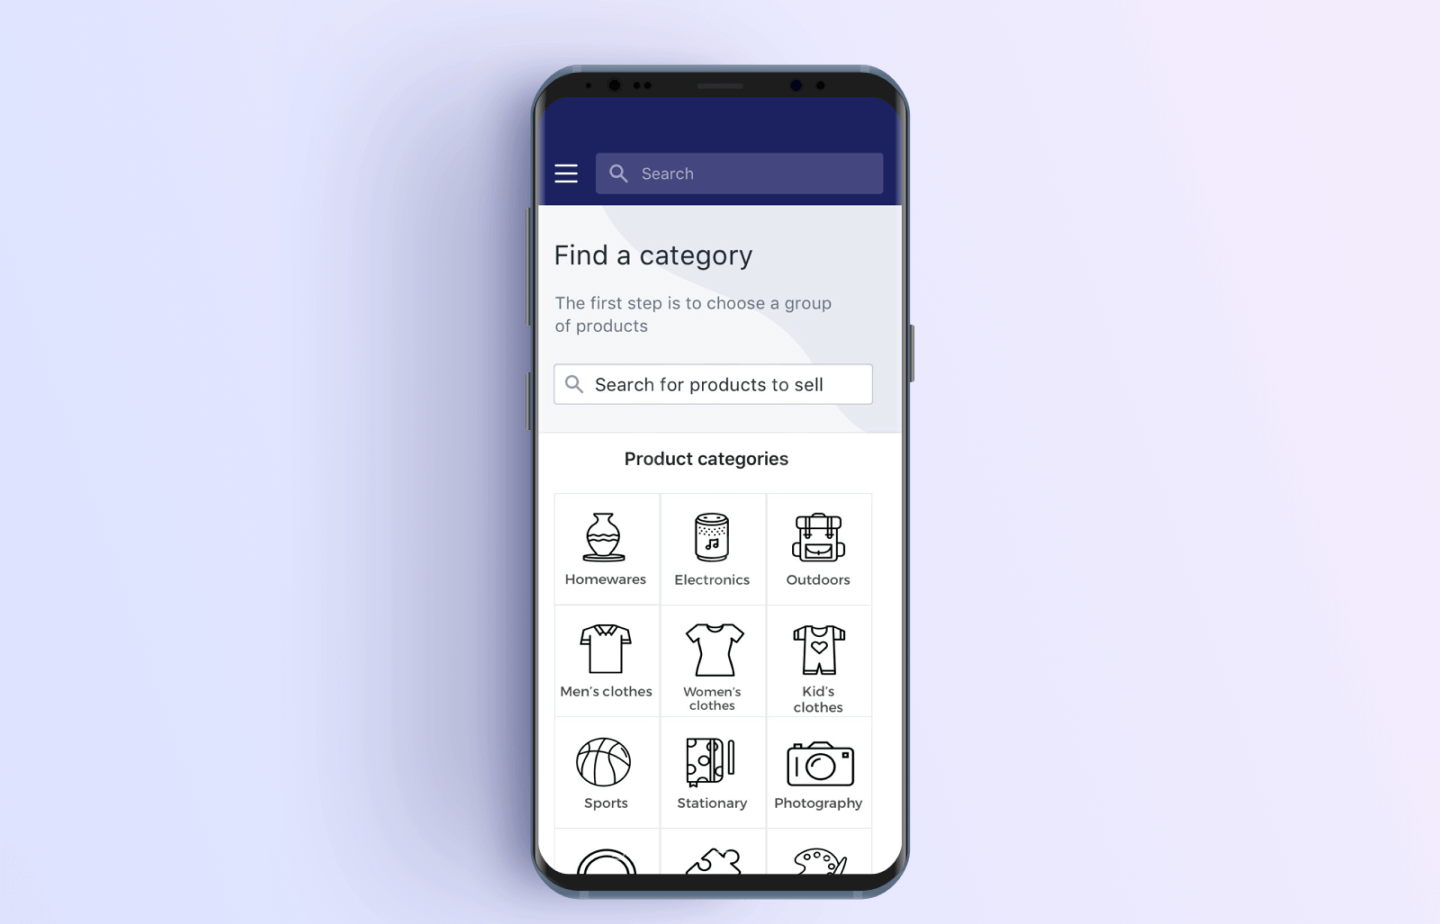 Search
Find a category
The first step is to choose a group
of products
Search for products to sell
Product categories
Homewares
Electronics
Outdoors
Men's clothes
Women's
clothes
Kid's
clothes
Sports
Stationary
Photography